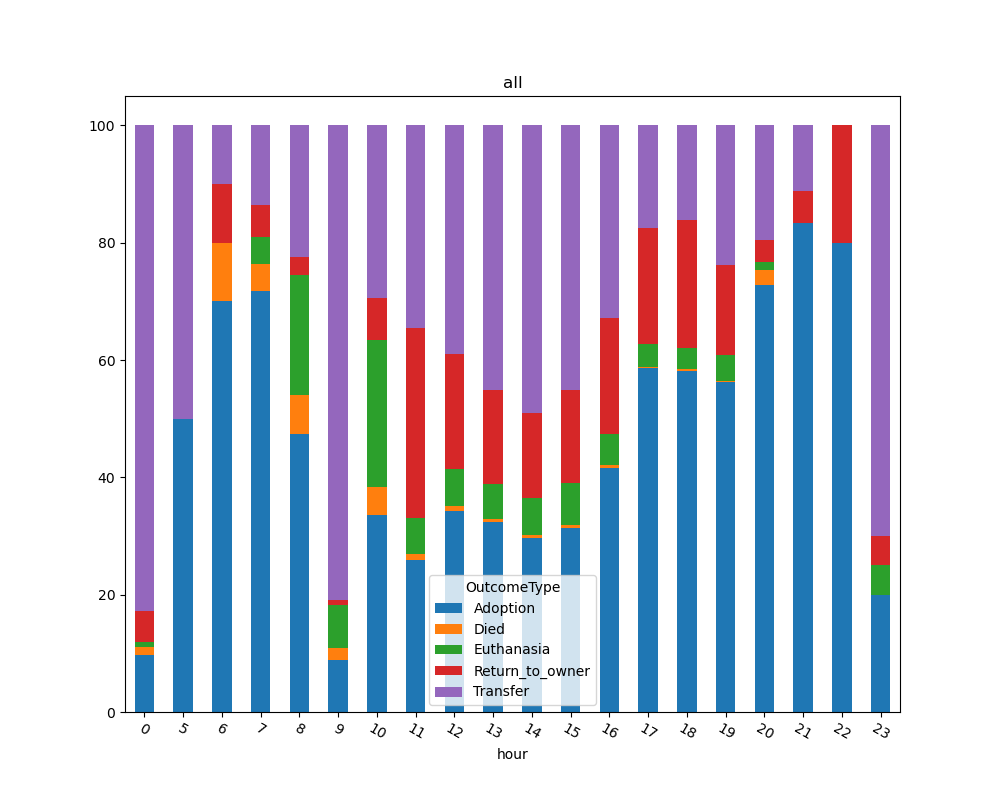 all
100
80
60
40
20
0
OutcomeType
Adoption
Died
Euthanasia
Return_to_owner
Transfer
0 5 6 7 8 9 10 11 12 13 14 15 16 17 18 19 20 21 22 23
hour